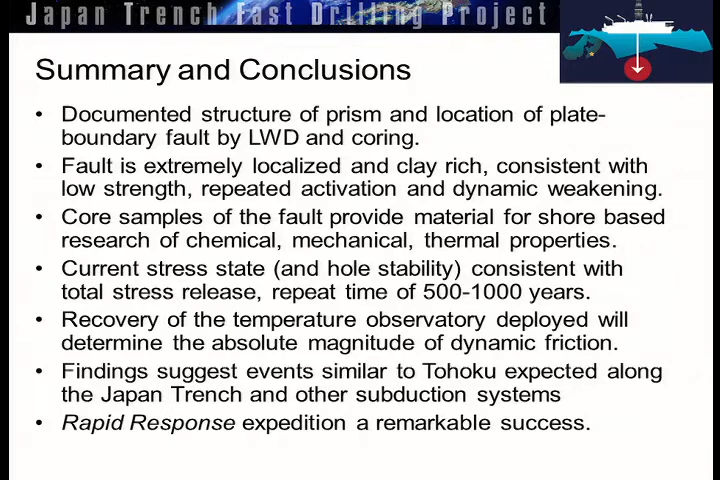 Japan Trench Fast Drilling Project
Summary and Conclusions
• Documented structure of prism and location of plate-
boundary fault by LWD and coring.
• Fault is extremely localized and clay rich, consistent with
low strength, repeated activation and dynamic weakening.
• Core samples of the fault provide material for shore based
research of chemical, mechanical, thermal properties.
• Current stress state (and hole stability) consistent with
total stress release, repeat time of 500-1000 years.
• Recovery of the temperature observatory deployed will
determine the absolute magnitude of dynamic friction.
• Findings suggest events similar to Tohoku expected along
the Japan Trench and other subduction systems
• Rapid Response expedition a remarkable success.